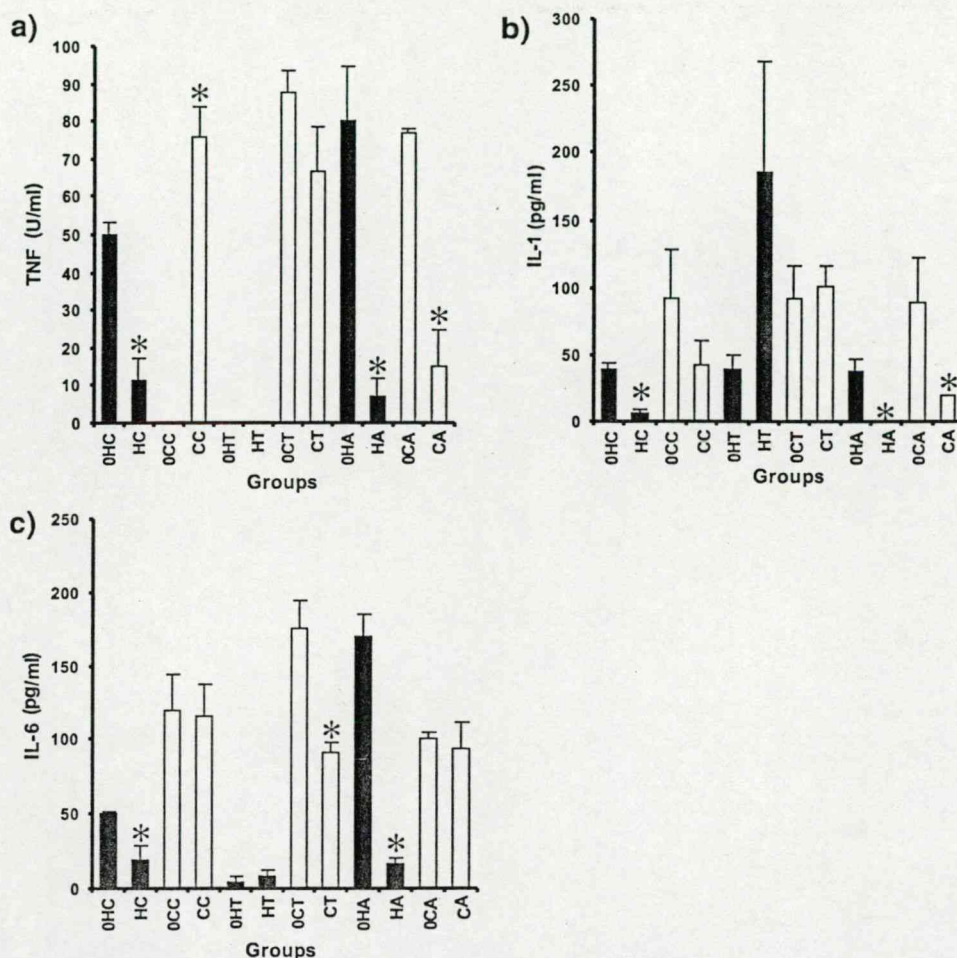 a)
TNF (U/ml)
100
90
80
70
60
50
40
30
20
10
0
*
*
*
*
0HC HC 0CC CC 0HT HT 0CT CT 0HA HA 0CA CA
Groups
b)
IL-1 (pg/ml)
300
250
200
150
100
50
0
*
*
*
0HC HC 0CC CC 0HT HT 0CT CT 0HA HA 0CA CA
Groups
c)
IL-6 (pg/ml)
250
200
150
100
50
0
*
*
*
0HC HC 0CC CC 0HT HT 0CT CT 0HA HA 0CA CA
Groups